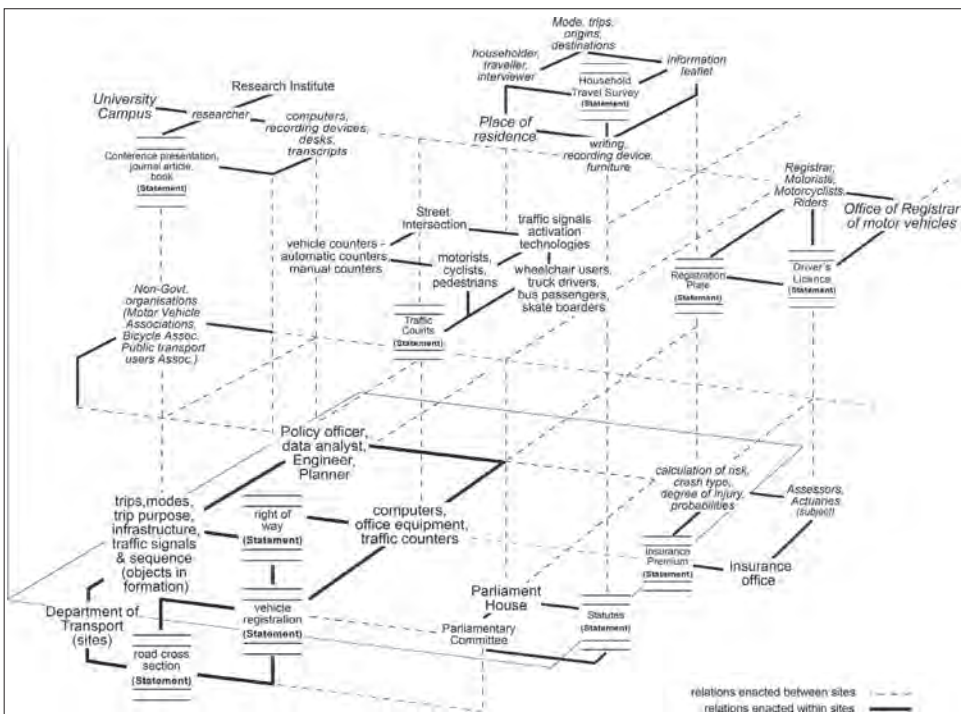 Mode, trips,
origins,
destinations
householder,
traveller,
interviewer
information
leaflet
Household
Travel Survey
(Statement)
Place of
residence
writing,
recording device,
furniture
Research Institute
University
Campus
researcher
computers,
recording devices,
desks,
transcripts
Conference presentation,
journal article,
book
(Statement)
Registrar,
Motorists,
Motorcyclists,
Riders
Office of Registrar
of motor vehicles
Registration
Plate
(Statement)
Driver's
Licence
(Statement)
Street
Intersection
traffic signals
activation
technologies
vehicle counters -
automatic counters,
manual counters
motorists,
cyclists,
pedestrians
wheelchair users,
truck drivers,
bus passengers,
skate boarders
Traffic
Counts
(Statement)
Non-Govt.
organisations
(Motor Vehicle
Associations,
Bicycle Assoc.
Public transport
users Assoc.)
Policy officer,
data analyst,
Engineer,
Planner
trips,modes,
trip purpose,
infrastructure,
traffic signals
& sequence
(objects in
formation)
right of
way
(Statement)
computers,
office equipment,
traffic counters
calculation of risk,
crash type,
degree of injury,
probabilities
Assessors,
Actuaries
(subject)
Insurance
Premium
(Statement)
Insurance
office
Department of
Transport
(sites)
vehicle
registration
(Statement)
road cross
section
(Statement)
Parliament
House
Parliamentary
Committee
Statutes
(Statement)
relations enacted between sites
relations enacted within sites